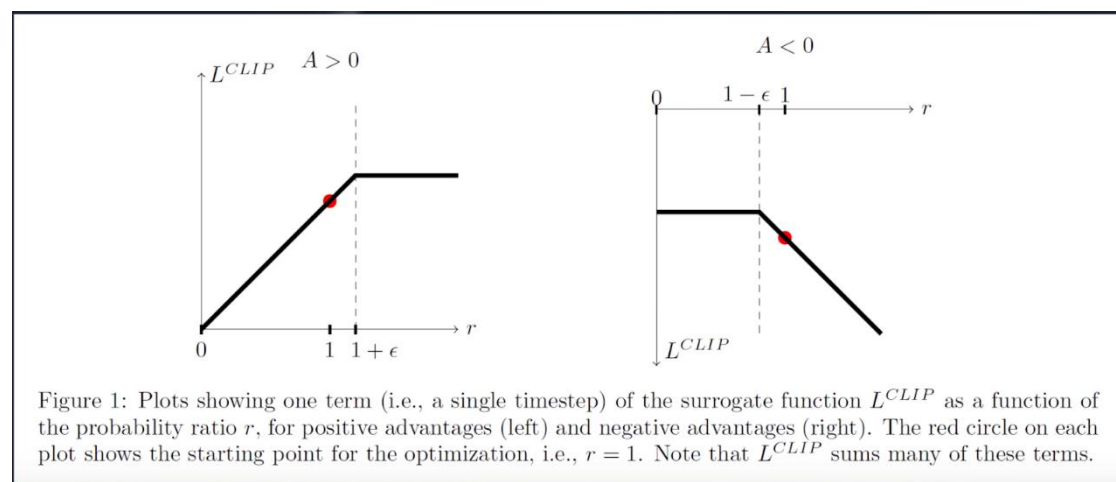 A > 0
L^{CLIP}
0
1
1 + ϵ
r
A < 0
0
1 − ϵ
1
r
L^{CLIP}
Figure 1: Plots showing one term (i.e., a single timestep) of the surrogate function L^{CLIP} as a function of
the probability ratio r, for positive advantages (left) and negative advantages (right). The red circle on each
plot shows the starting point for the optimization, i.e., r = 1. Note that L^{CLIP} sums many of these terms.